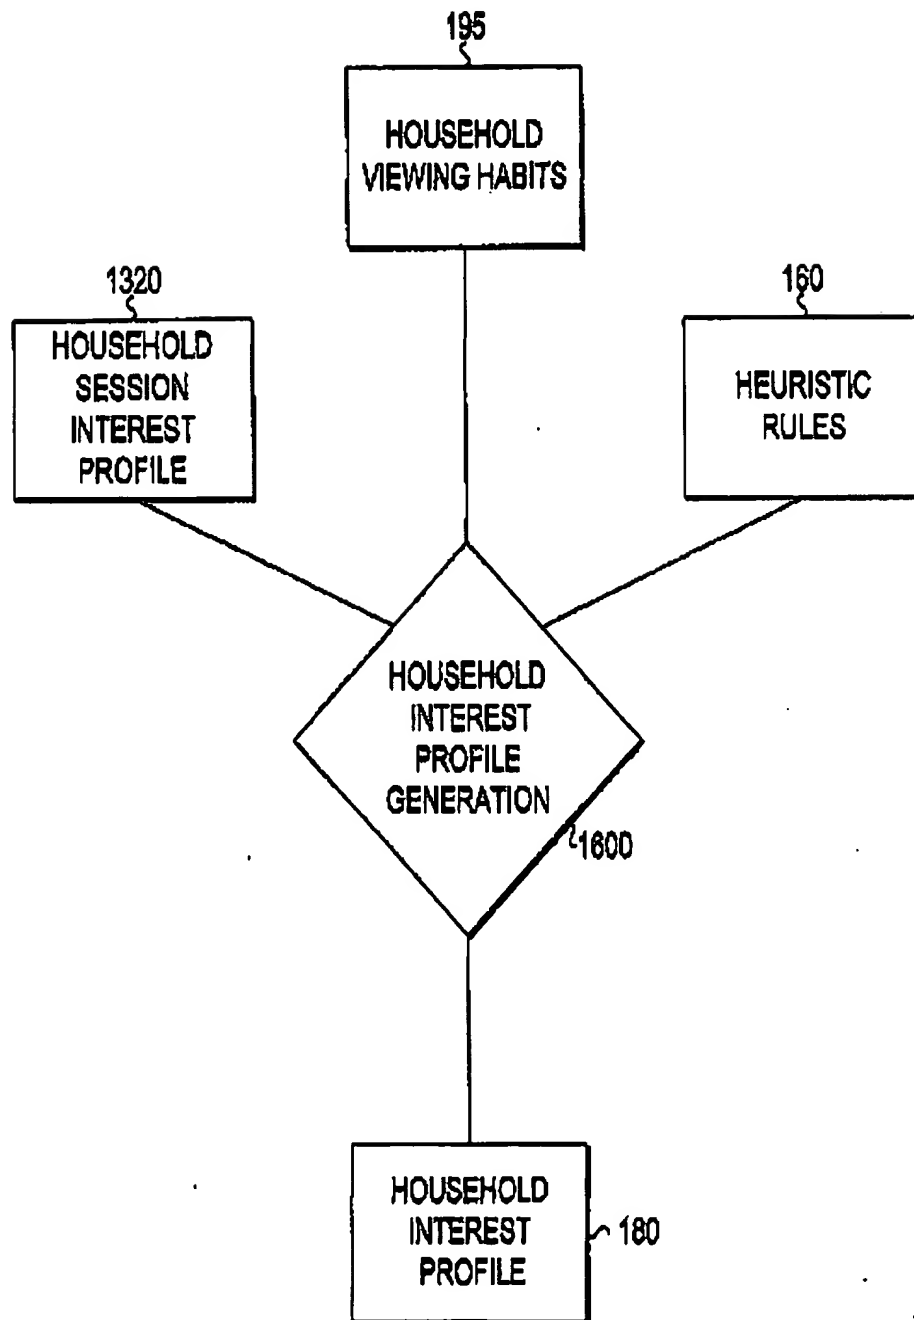 195
HOUSEHOLD
VIEWING HABITS
1320
HOUSEHOLD
SESSION
INTEREST
PROFILE
160
HEURISTIC
RULES
HOUSEHOLD
INTEREST
PROFILE
GENERATION
1600
HOUSEHOLD
INTEREST
PROFILE
180